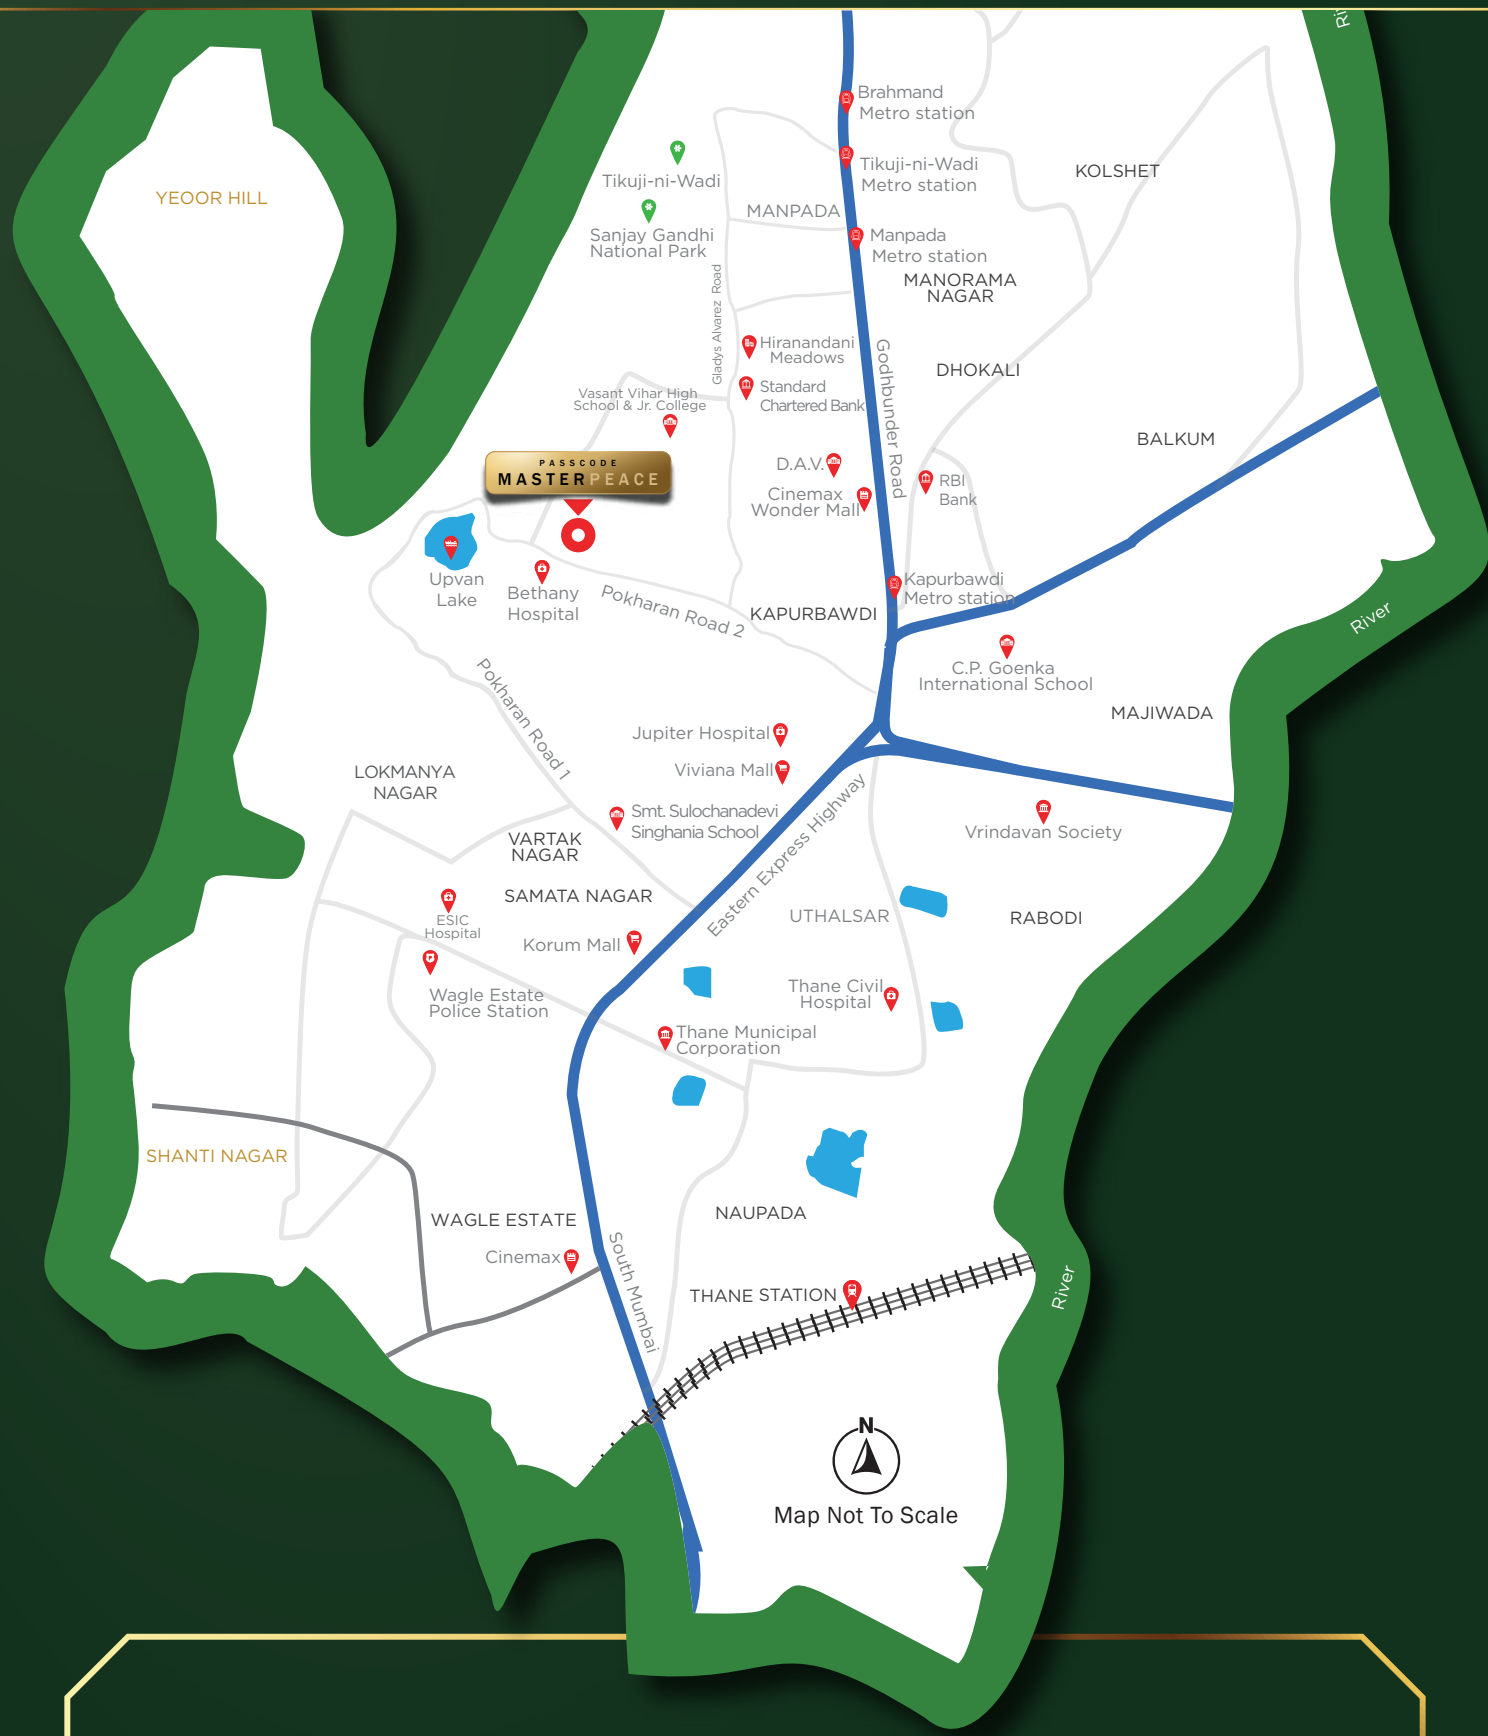 Brahmand
Metro station
Tikuji-ni-Wadi
Metro station
KOLSHET
Tikuji-ni-Wadi
YEOOR HILL
MANPADA
Sanjay Gandhi
National Park
Manpada
Metro station
MANORAMA
NAGAR
Gladys Alvarez Road
Hiranandani
Meadows
Godhbunder Road
DHOKALI
Standard
Chartered Bank
Vasant Vihar High
School & Jr. College
BALKUM
PASSCODE
MASTERPEACE
D.A.V.
RBI
Bank
Cinemax
Wonder Mall
Upvan
Lake
Bethany
Hospital
Pokharan Road 2
KAPURBAWDI
Kapurbawdi
Metro station
River
C.P. Goenka
International School
Pokharan Road 1
MAJIWADA
Jupiter Hospital
Viviana Mall
LOKMANYA
NAGAR
Smt. Sulochanadevi
Singhania School
Eastern Express Highway
Vrindavan Society
VARTAK
NAGAR
SAMATA NAGAR
UTHALSAR
RABODI
ESIC
Hospital
Korum Mall
Wagle Estate
Police Station
Thane Civil
Hospital
Thane Municipal
Corporation
SHANTI NAGAR
WAGLE ESTATE
NAUPADA
Cinemax
South Mumbai
THANE STATION
River
N
Map Not To Scale